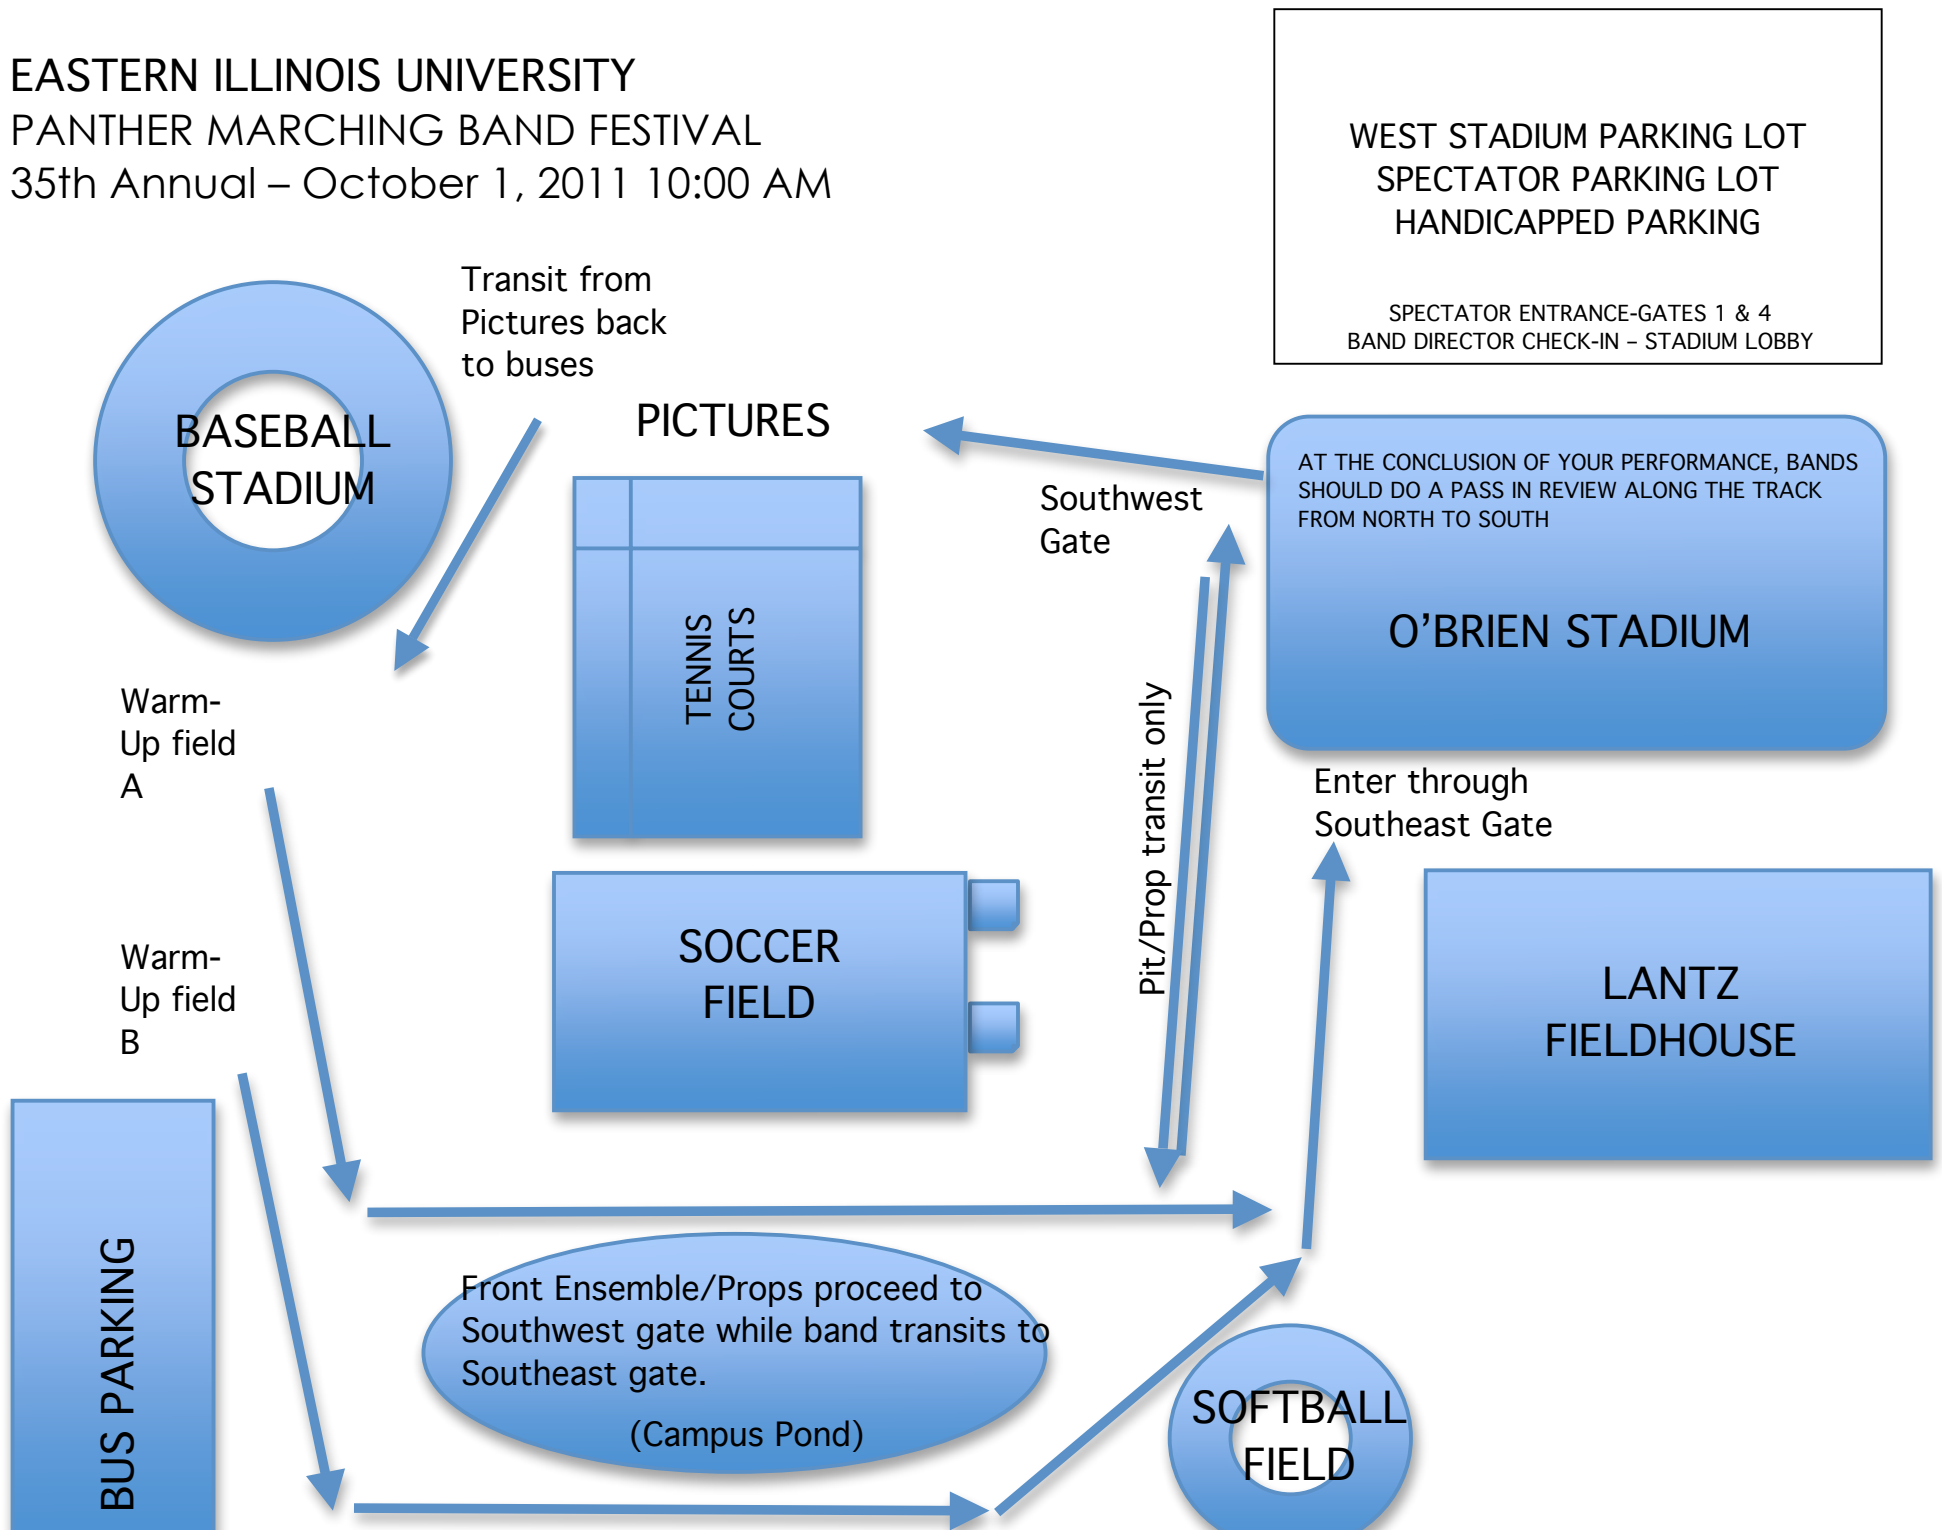 EASTERN ILLINOIS UNIVERSITY
PANTHER MARCHING BAND FESTIVAL
35th Annual – October 1, 2011 10:00 AM
WEST STADIUM PARKING LOT
SPECTATOR PARKING LOT
HANDICAPPED PARKING
SPECTATOR ENTRANCE-GATES 1 & 4
BAND DIRECTOR CHECK-IN – STADIUM LOBBY
Transit from
Pictures back
to buses
BASEBALL
STADIUM
PICTURES
Southwest
Gate
AT THE CONCLUSION OF YOUR PERFORMANCE, BANDS
SHOULD DO A PASS IN REVIEW ALONG THE TRACK
FROM NORTH TO SOUTH
O’BRIEN STADIUM
TENNIS
COURTS
Warm-
Up field
A
Pit/Prop transit only
Enter through
Southeast Gate
Warm-
Up field
B
SOCCER
FIELD
LANTZ
FIELDHOUSE
BUS PARKING
Front Ensemble/Props proceed to
Southwest gate while band transits to
Southeast gate.
(Campus Pond)
SOFTBALL
FIELD